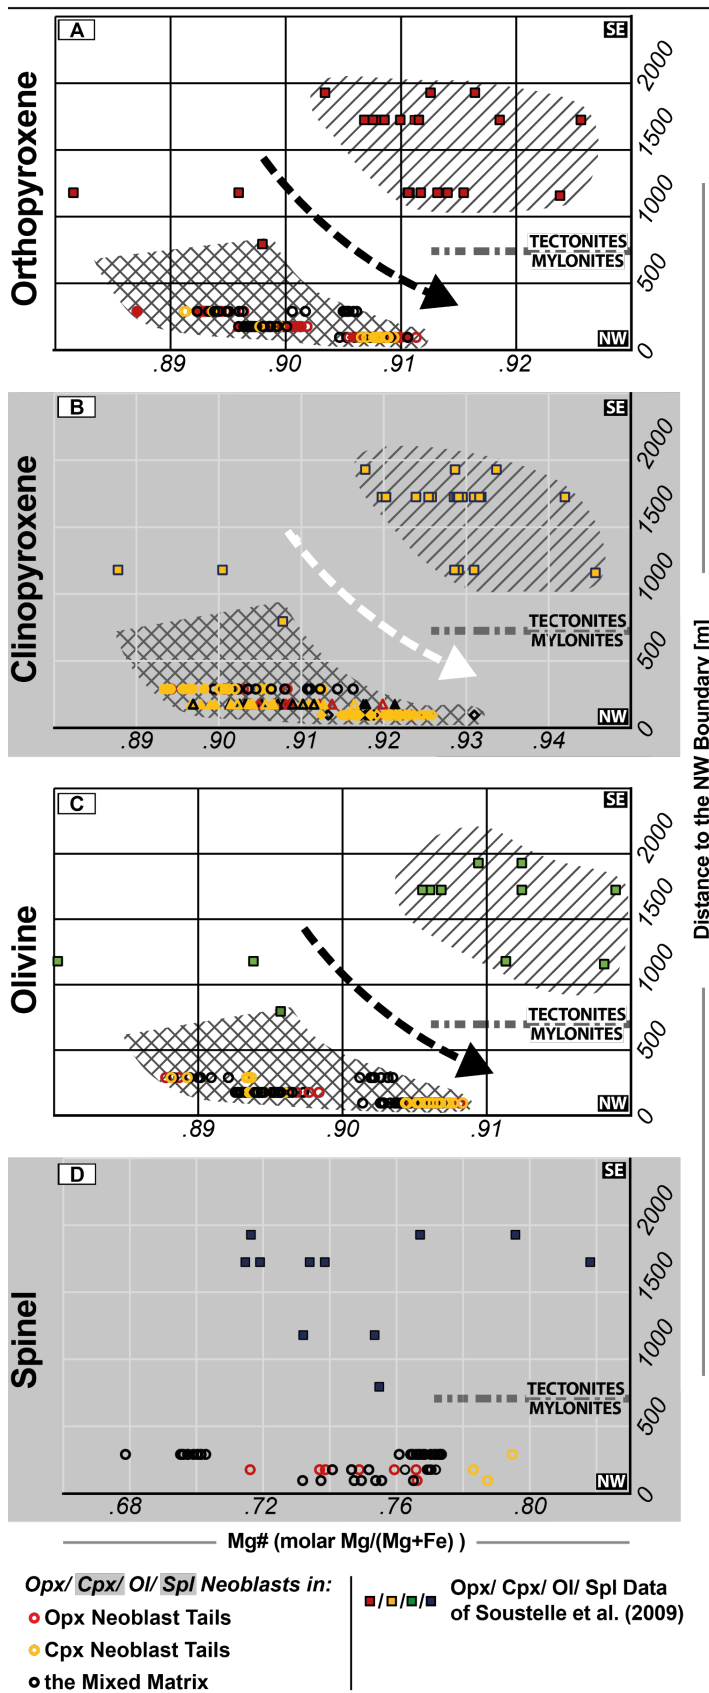 A
SE
Orthopyroxene
2000
1500
1000
TECTONITES
MYLONITES
500
NW
0
.89 .90 .91 .92
B
SE
Clinopyroxene
2000
1500
1000
TECTONITES
MYLONITES
500
NW
0
.89 .90 .91 .92 .93 .94
Distance to the NW Boundary [m]
C
SE
Olivine
2000
1500
1000
TECTONITES
MYLONITES
500
NW
0
.89 .90 .91
D
SE
Spinel
2000
1500
1000
TECTONITES
MYLONITES
500
NW
0
.68 .72 .76 .80
Mg# (molar Mg/(Mg+Fe) )
Opx/ Cpx/ Ol/ Spl Neoblasts in:
Opx Neoblast Tails
Cpx Neoblast Tails
the Mixed Matrix
/ / / Opx/ Cpx/ Ol/ Spl Data
of Soustelle et al. (2009)